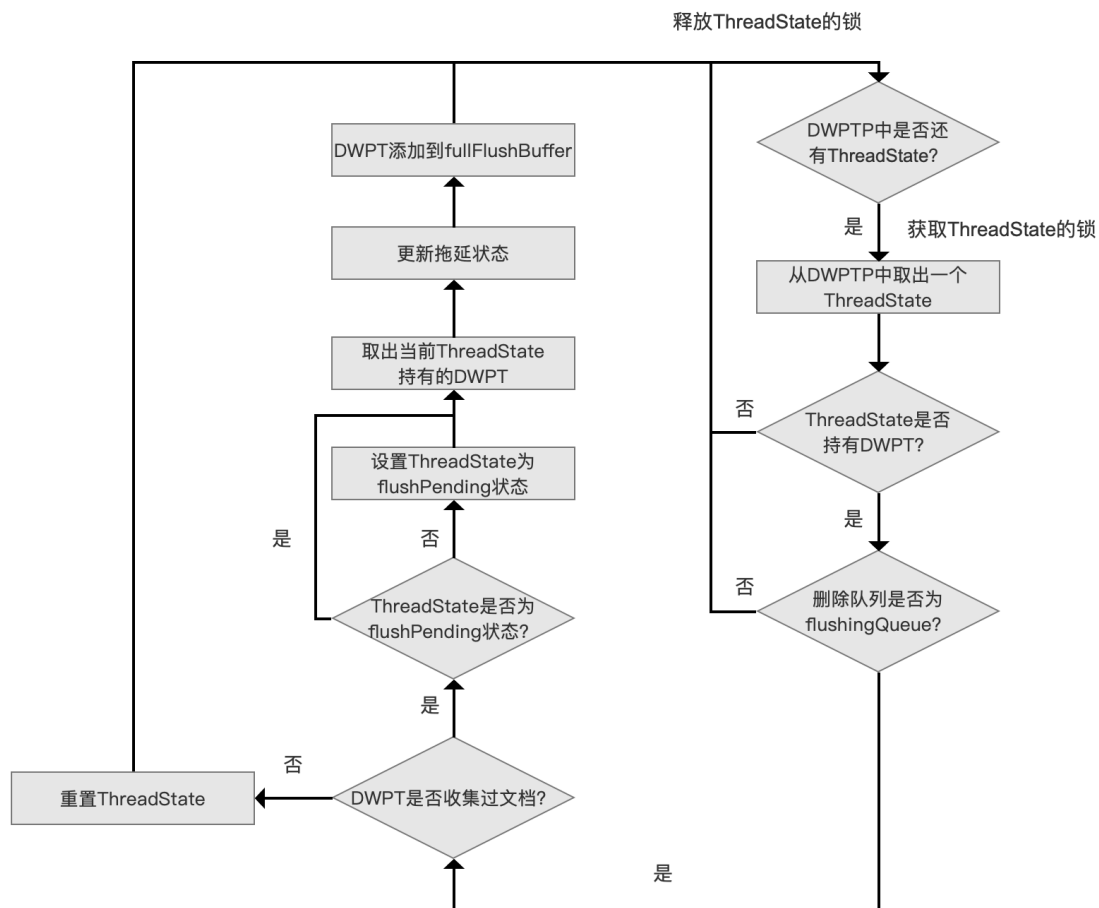 释放ThreadState的锁
DWPTP中是否还
有ThreadState?
是
获取ThreadState的锁
从DWPTP中取出一个
ThreadState
否
ThreadState是否
持有DWPT?
是
否
删除队列是否为
flushingQueue?
是
DWPT是否收集过文档?
否
重置ThreadState
是
ThreadState是否为
flushPending状态?
是
否
设置ThreadState为
flushPending状态
取出当前ThreadState
持有的DWPT
更新拖延状态
DWPT添加到fullFlushBuffer